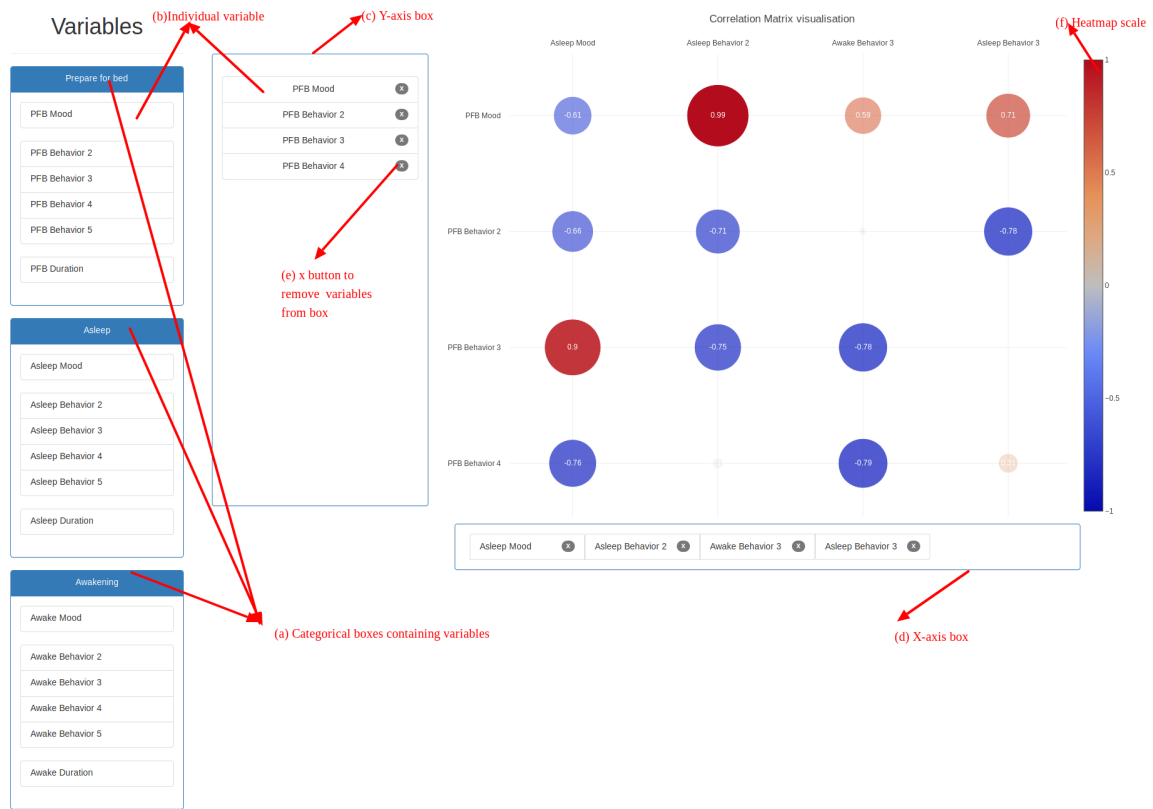 Variables
(b)Individual variable
(c) Y-axis box
Correlation Matrix visualisation
(f) Heatmap scale
Prepare for bed
PFB Mood
PFB Behavior 2
PFB Behavior 3
PFB Behavior 4
PFB Behavior 5
PFB Duration
Asleep
Asleep Mood
Asleep Behavior 2
Asleep Behavior 3
Asleep Behavior 4
Asleep Behavior 5
Asleep Duration
Awakening
Awake Mood
Awake Behavior 2
Awake Behavior 3
Awake Behavior 4
Awake Behavior 5
Awake Duration
PFB Mood x
PFB Behavior 2 x
PFB Behavior 3 x
PFB Behavior 4 x
(e) x button to
remove variables
from box
(a) Categorical boxes containing variables
Asleep Mood Asleep Behavior 2 Awake Behavior 3 Asleep Behavior 3
PFB Mood -0.61 0.99 0.59 0.71
PFB Behavior 2 -0.66 -0.71 -0.78
PFB Behavior 3 0.9 -0.75 -0.78
PFB Behavior 4 -0.76 -0.79
1
0.5
0
−0.5
−1
Asleep Mood x Asleep Behavior 2 x Awake Behavior 3 x Asleep Behavior 3 x
(d) X-axis box